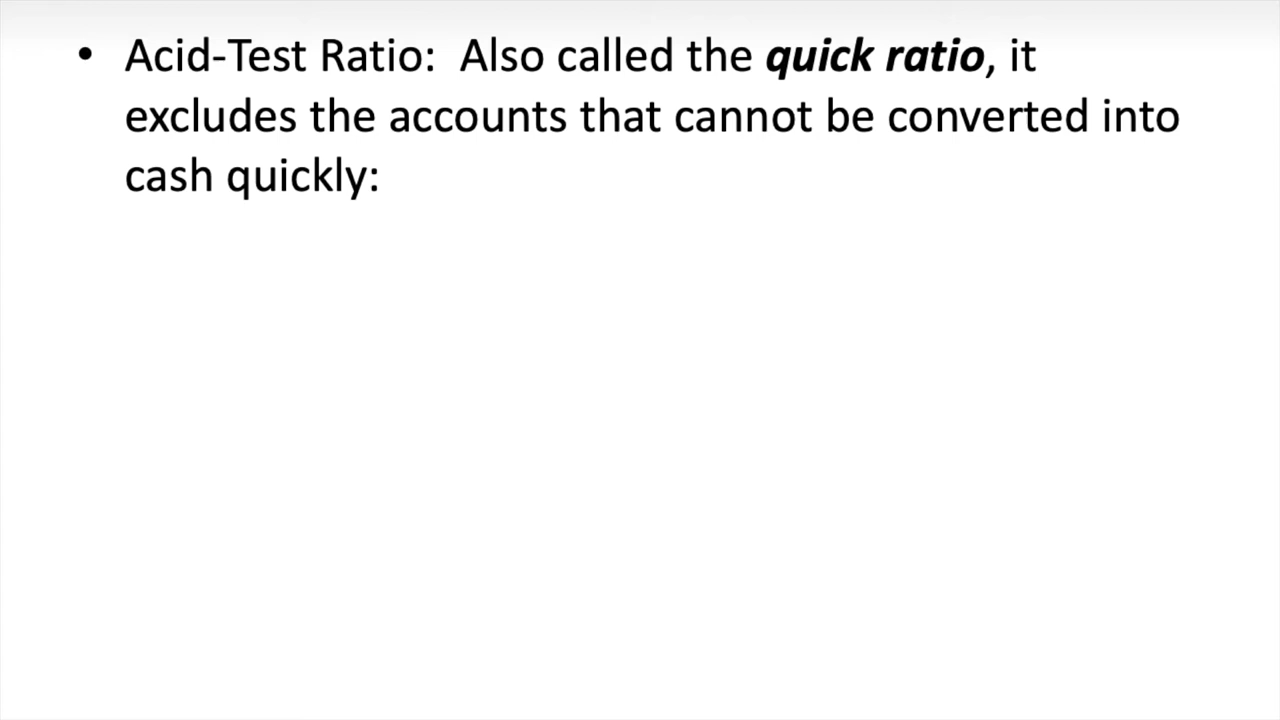 • Acid-Test Ratio:  Also called the quick ratio, it
excludes the accounts that cannot be converted into
cash quickly: